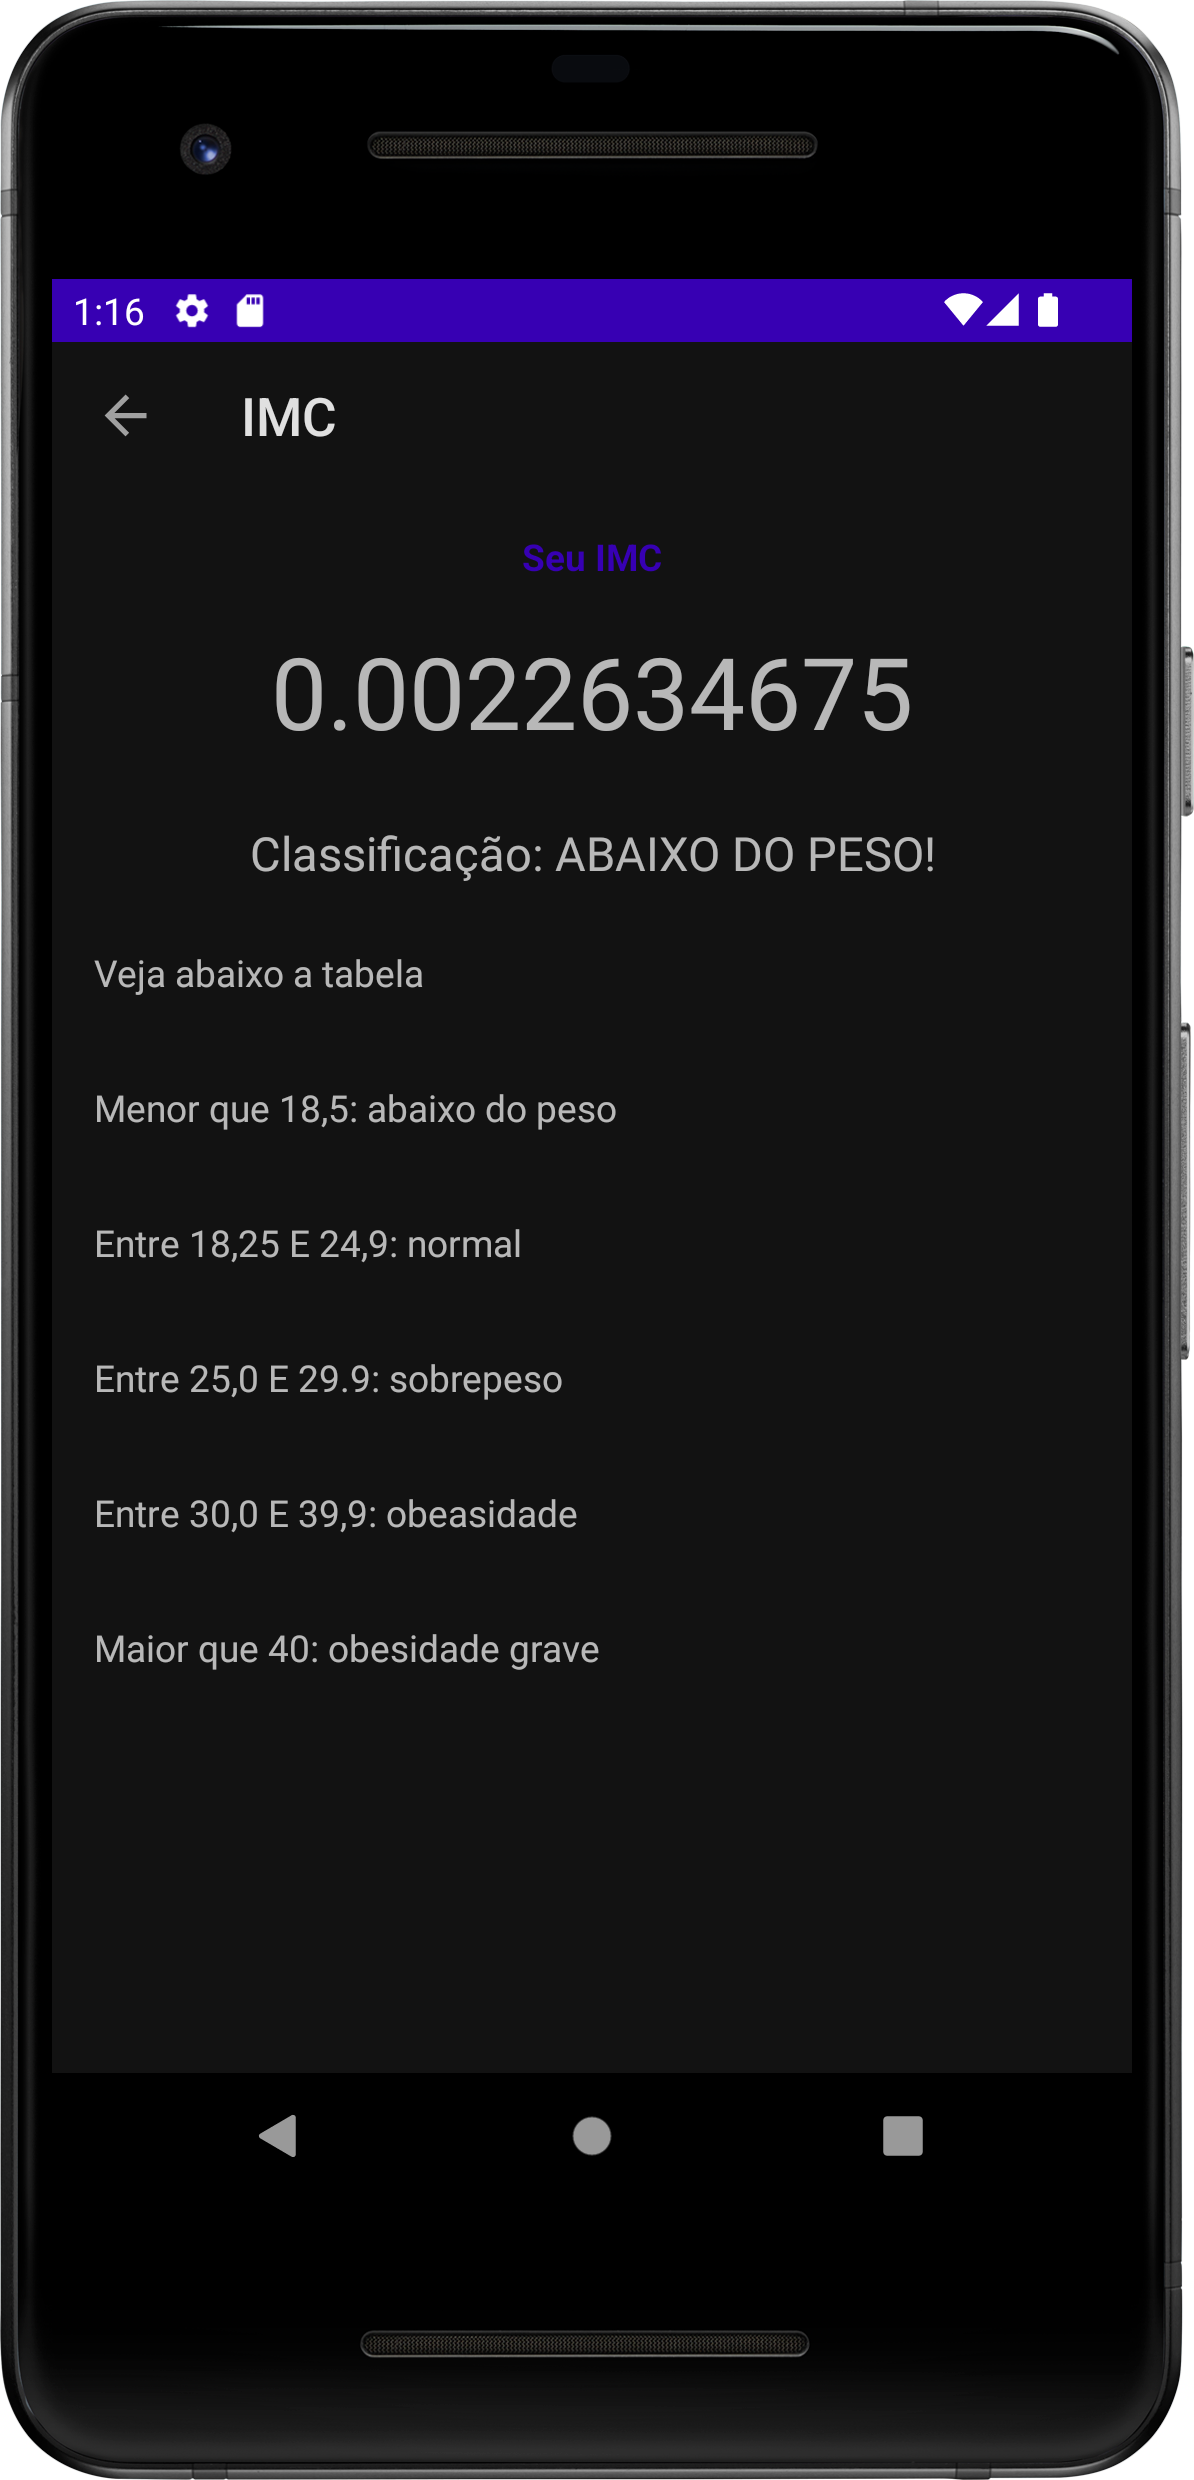 1:16
IMC
Seu IMC
0.0022634675
Classificação: ABAIXO DO PESO!
Veja abaixo a tabela
Menor que 18,5: abaixo do peso
Entre 18,25 E 24,9: normal
Entre 25,0 E 29.9: sobrepeso
Entre 30,0 E 39,9: obeasidade
Maior que 40: obesidade grave